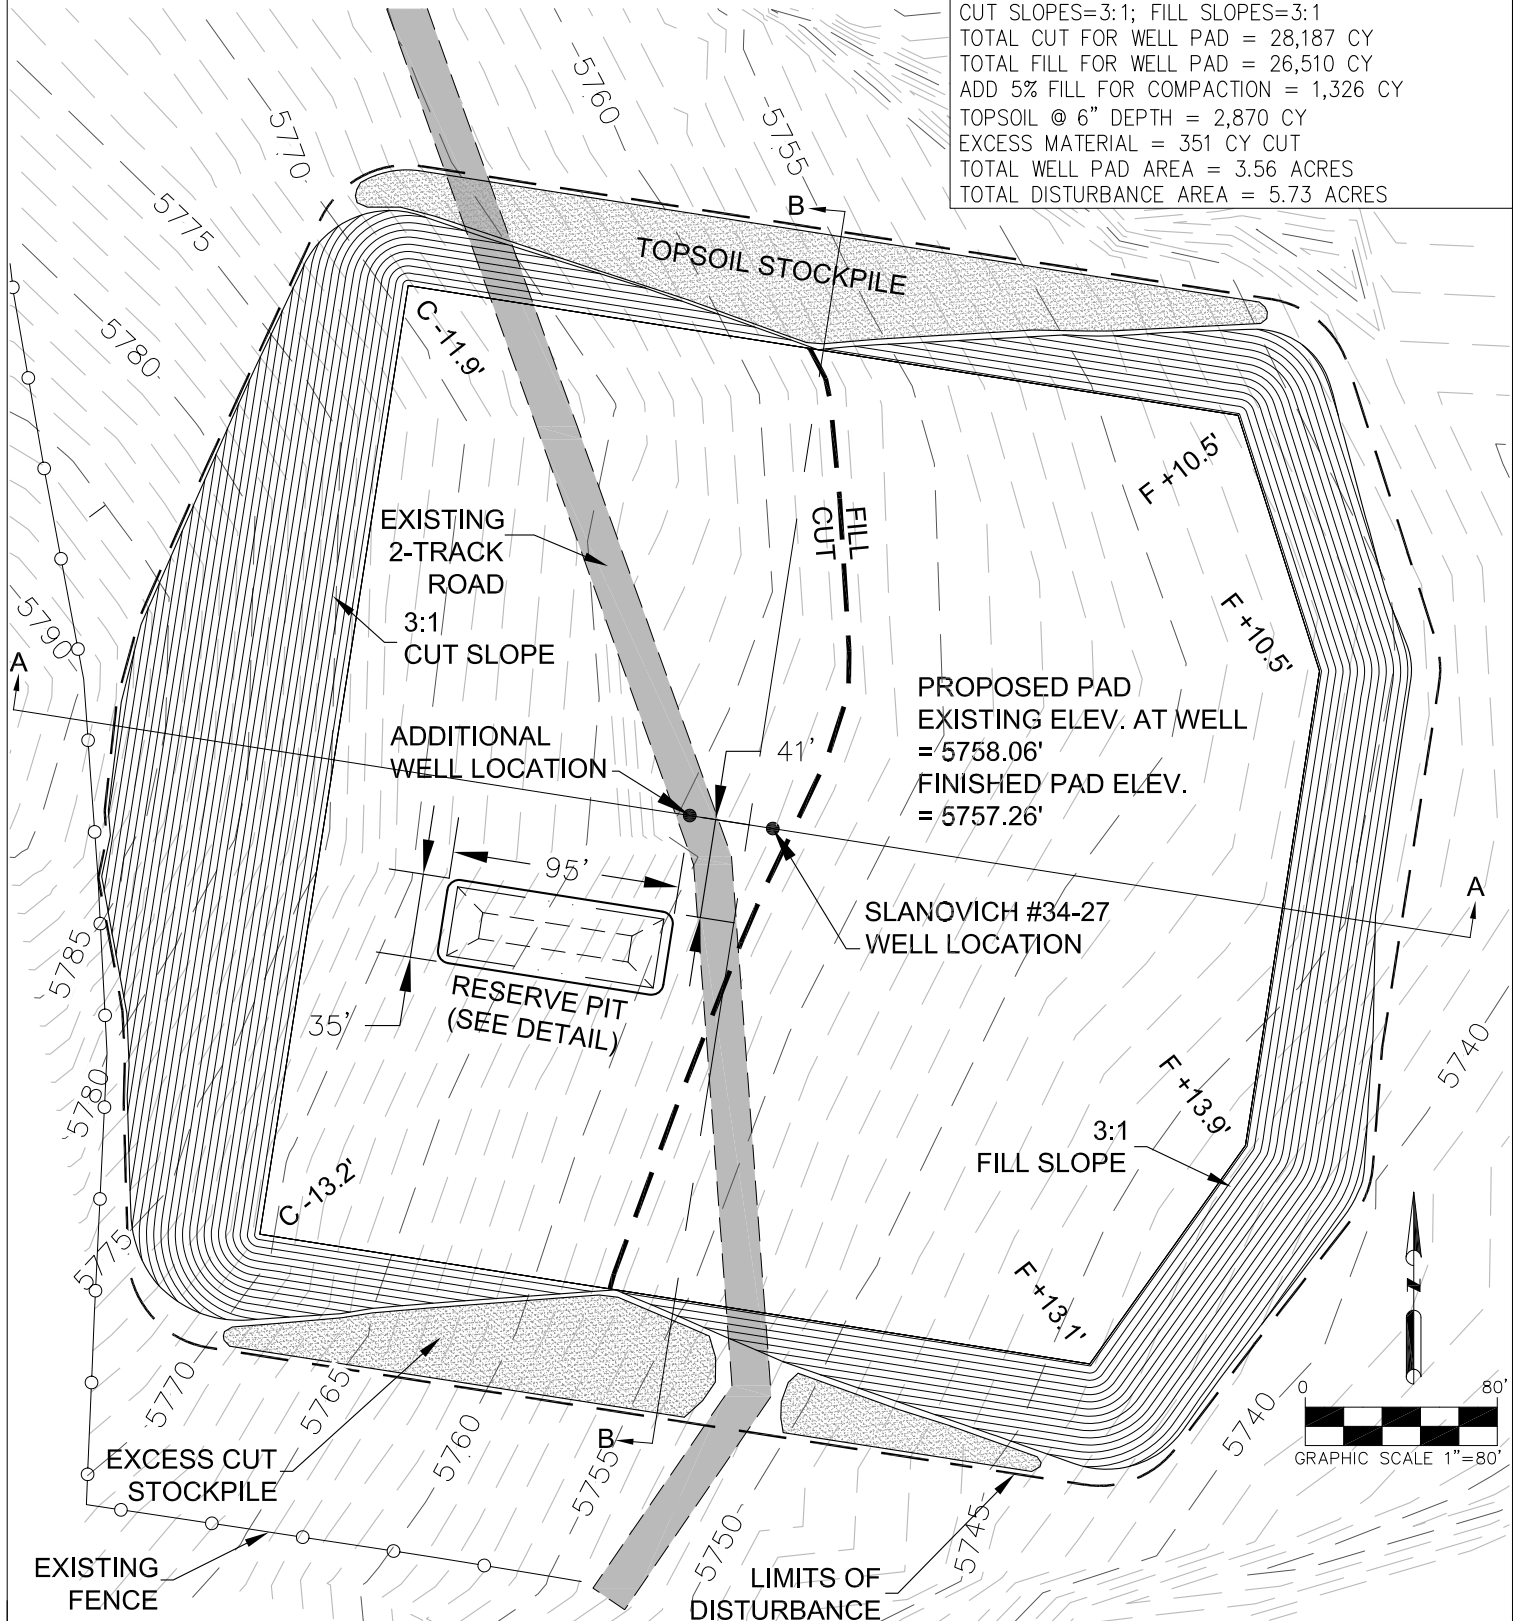 CUT SLOPES=3:1; FILL SLOPES=3:1
TOTAL CUT FOR WELL PAD = 28,187 CY
TOTAL FILL FOR WELL PAD = 26,510 CY
ADD 5% FILL FOR COMPACTION = 1,326 CY
TOPSOIL @ 6" DEPTH = 2,870 CY
EXCESS MATERIAL = 351 CY CUT
TOTAL WELL PAD AREA = 3.56 ACRES
TOTAL DISTURBANCE AREA = 5.73 ACRES
5760
5755
5770
5775
5780
5790
B
TOPSOIL STOCKPILE
C -11.9'
F +10.5'
EXISTING
2-TRACK
ROAD
FILL
CUT
3:1
CUT SLOPE
F +10.5'
A
PROPOSED PAD
EXISTING ELEV. AT WELL
= 5758.06'
FINISHED PAD ELEV.
= 5757.26'
ADDITIONAL
WELL LOCATION
41'
95'
A
SLANOVICH #34-27
WELL LOCATION
5785
35'
RESERVE PIT
(SEE DETAIL)
5740
5780
F +13.9'
3:1
FILL SLOPE
C -13.2'
5775
F +13.1'
N
5770
5765
5760
5755
B
5750
5745
5740
0
80'
GRAPHIC SCALE 1"=80'
EXCESS CUT
STOCKPILE
EXISTING
FENCE
LIMITS OF
DISTURBANCE